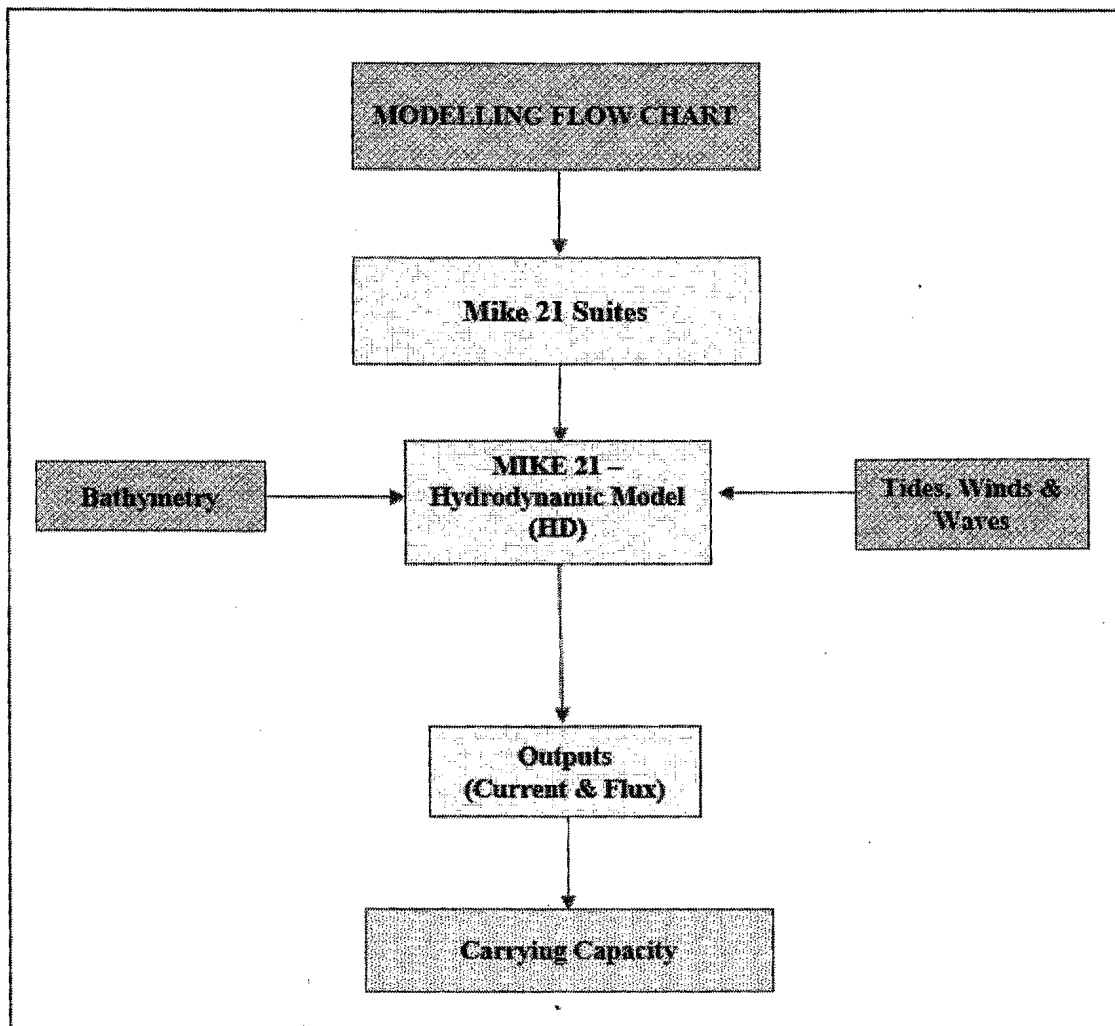 MODELLING FLOW CHART
Mike 21 Suites
Bathymetry
MIKE 21 –
Hydrodynamic Model
(HD)
Tides, Winds &
Waves
Outputs
(Current & Flux)
Carrying Capacity